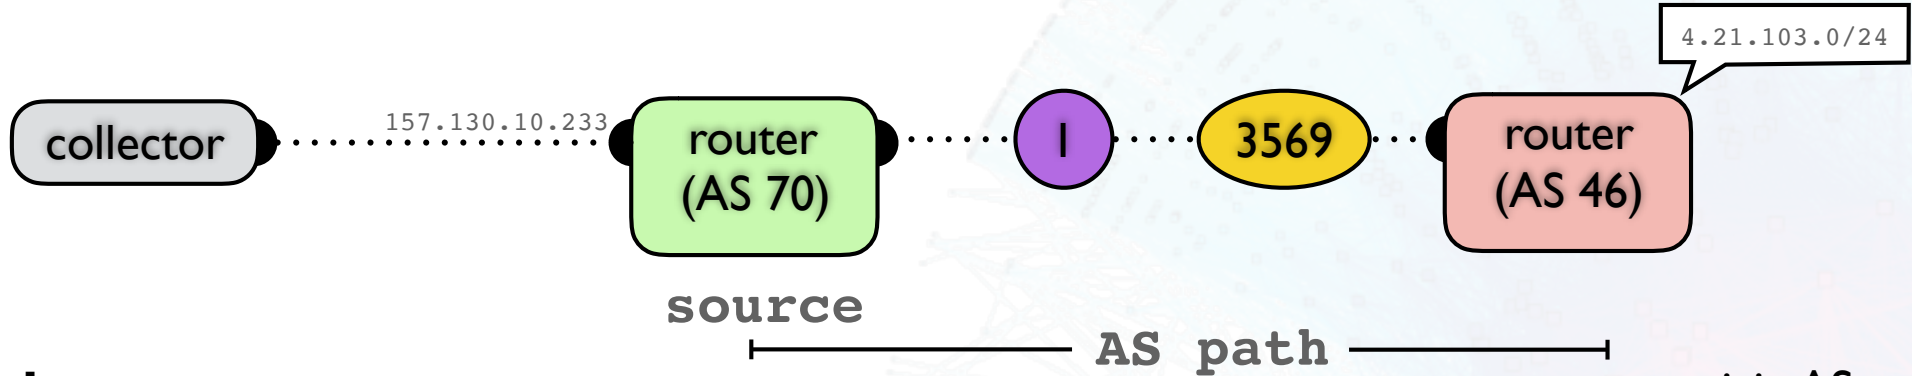 4.21.103.0/24
collector
157.130.10.233
router
(AS 70)
1
3569
router
(AS 46)
source
AS path